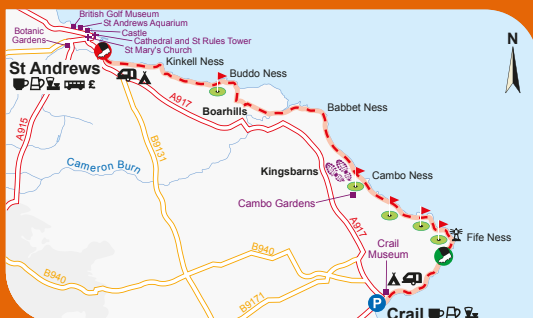 British Golf Museum
St Andrews Aquarium
Castle
Botanic
Gardens
Cathedral and St Rules Tower
St Mary's Church
N
Kinkell Ness
St Andrews
£
Buddo Ness
A917
Boarhills
Babbet Ness
A915
B9131
Cameron Burn
Kingsbarns
Cambo Ness
Cambo Gardens
A917
Fife Ness
Crail
Museum
B940
B940
B9171
P
Crail